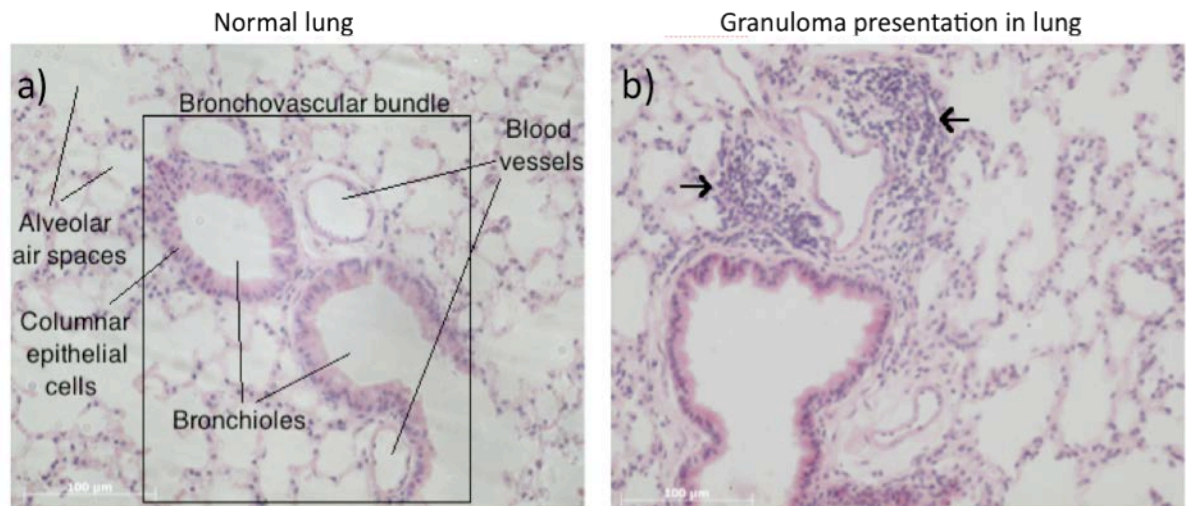 Normal lung
Granuloma presentation in lung
a)
Bronchovascular bundle
Blood
vessels
Alveolar
air spaces
Columnar
epithelial
cells
Bronchioles
100 µm
b)
100 µm